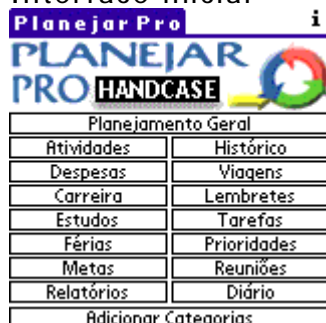 Interface Inicial
Planejar Pro i
PLANEJAR
PRO HANDCASE
Planejamento Geral
Atividades Histórico
Despesas Viagens
Carreira Lembretes
Estudos Tarefas
Férias Prioridades
Metas Reuniões
Relatórios Diário
Adicionar Categorias